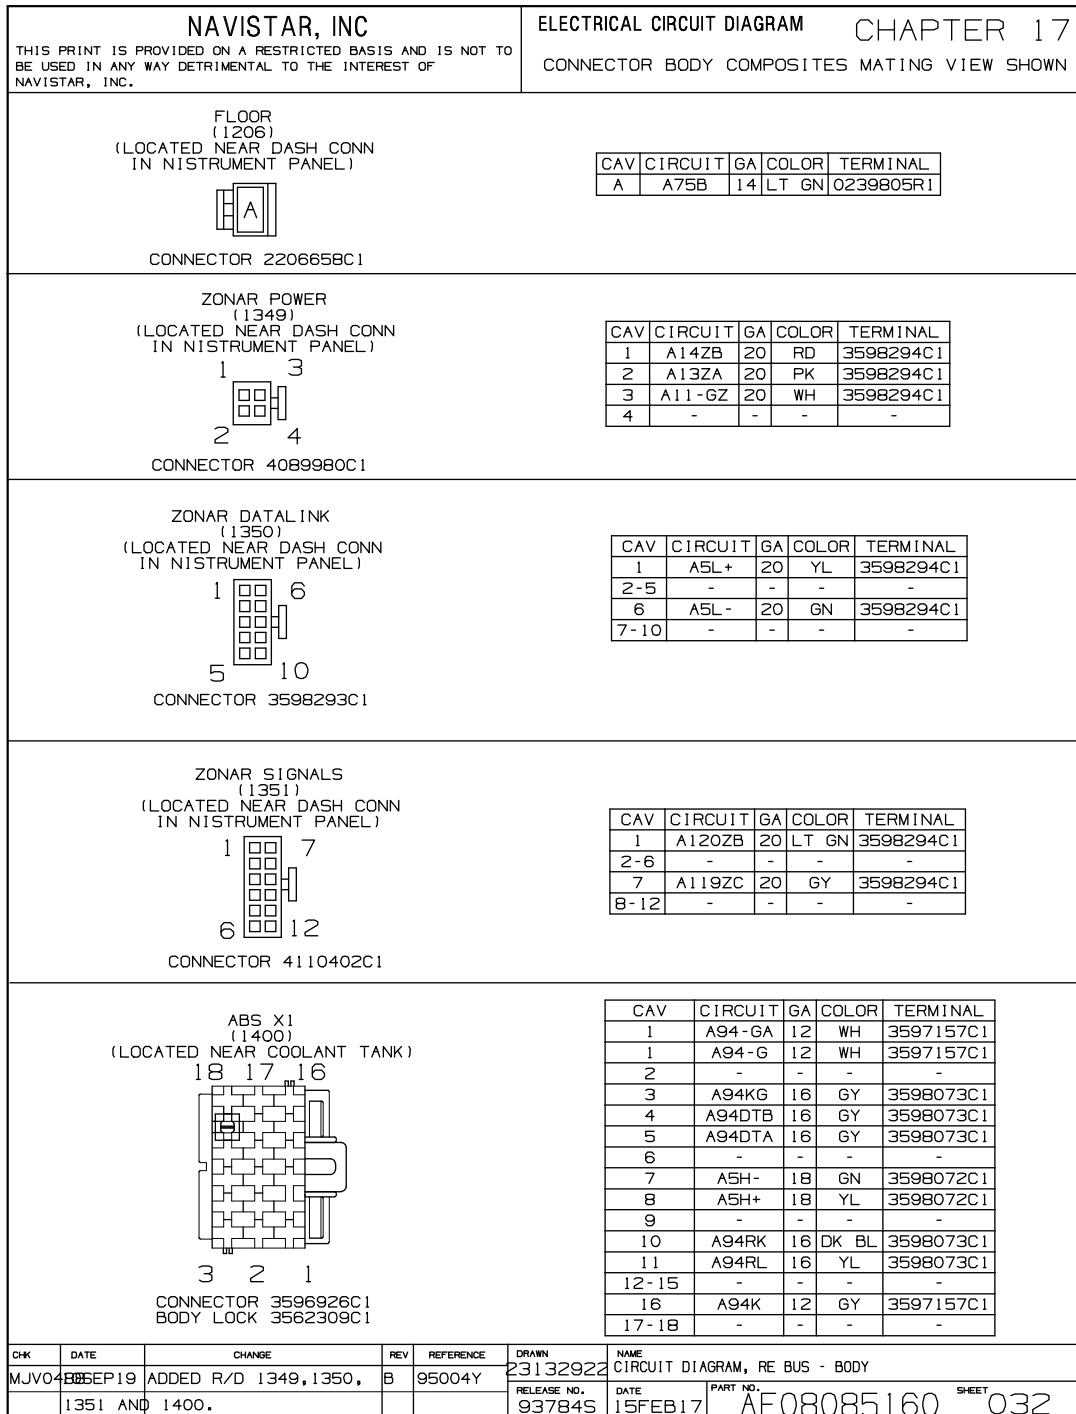 NAVISTAR, INC
THIS PRINT IS PROVIDED ON A RESTRICTED BASIS AND IS NOT TO
BE USED IN ANY WAY DETRIMENTAL TO THE INTEREST OF
NAVISTAR, INC.
ELECTRICAL CIRCUIT DIAGRAM CHAPTER 17
CONNECTOR BODY COMPOSITES MATING VIEW SHOWN
FLOOR
(1206)
(LOCATED NEAR DASH CONN
IN NISTRUMENT PANEL)
A
CONNECTOR 2206658C1
CAV CIRCUIT GA COLOR TERMINAL
A A75B 14 LT GN 0239805R1
ZONAR POWER
(1349)
(LOCATED NEAR DASH CONN
IN NISTRUMENT PANEL)
1 3
2 4
CONNECTOR 4089980C1
CAV CIRCUIT GA COLOR TERMINAL
1 A14ZB 20 RD 3598294C1
2 A13ZA 20 PK 3598294C1
3 A11-GZ 20 WH 3598294C1
4 - - - -
ZONAR DATALINK
(1350)
(LOCATED NEAR DASH CONN
IN NISTRUMENT PANEL)
1 6
5 10
CONNECTOR 3598293C1
CAV CIRCUIT GA COLOR TERMINAL
1 A5L+ 20 YL 3598294C1
2-5 - - - -
6 A5L- 20 GN 3598294C1
7-10 - - - -
ZONAR SIGNALS
(1351)
(LOCATED NEAR DASH CONN
IN NISTRUMENT PANEL)
1 7
6 12
CONNECTOR 4110402C1
CAV CIRCUIT GA COLOR TERMINAL
1 A120ZB 20 LT GN 3598294C1
2-6 - - - -
7 A119ZC 20 GY 3598294C1
8-12 - - - -
ABS X1
(1400)
(LOCATED NEAR COOLANT TANK)
18 17 16
3 2 1
CONNECTOR 3596926C1
BODY LOCK 3562309C1
CAV CIRCUIT GA COLOR TERMINAL
1 A94-GA 12 WH 3597157C1
1 A94-G 12 WH 3597157C1
2 - - - -
3 A94KG 16 GY 3598073C1
4 A94DTB 16 GY 3598073C1
5 A94DTA 16 GY 3598073C1
6 - - - -
7 A5H- 18 GN 3598072C1
8 A5H+ 18 YL 3598072C1
9 - - - -
10 A94RK 16 DK BL 3598073C1
11 A94RL 16 YL 3598073C1
12-15 - - - -
16 A94K 12 GY 3597157C1
17-18 - - - -
CHK DATE CHANGE REV REFERENCE
ADDED R/D 1349,1350, B 95004Y
1351 AND 1400.
DRAWN
23132922
NAME
CIRCUIT DIAGRAM, RE BUS - BODY
RELEASE NO.
93784S
DATE
15FEB17
PART NO.
AF08085160
SHEET
032